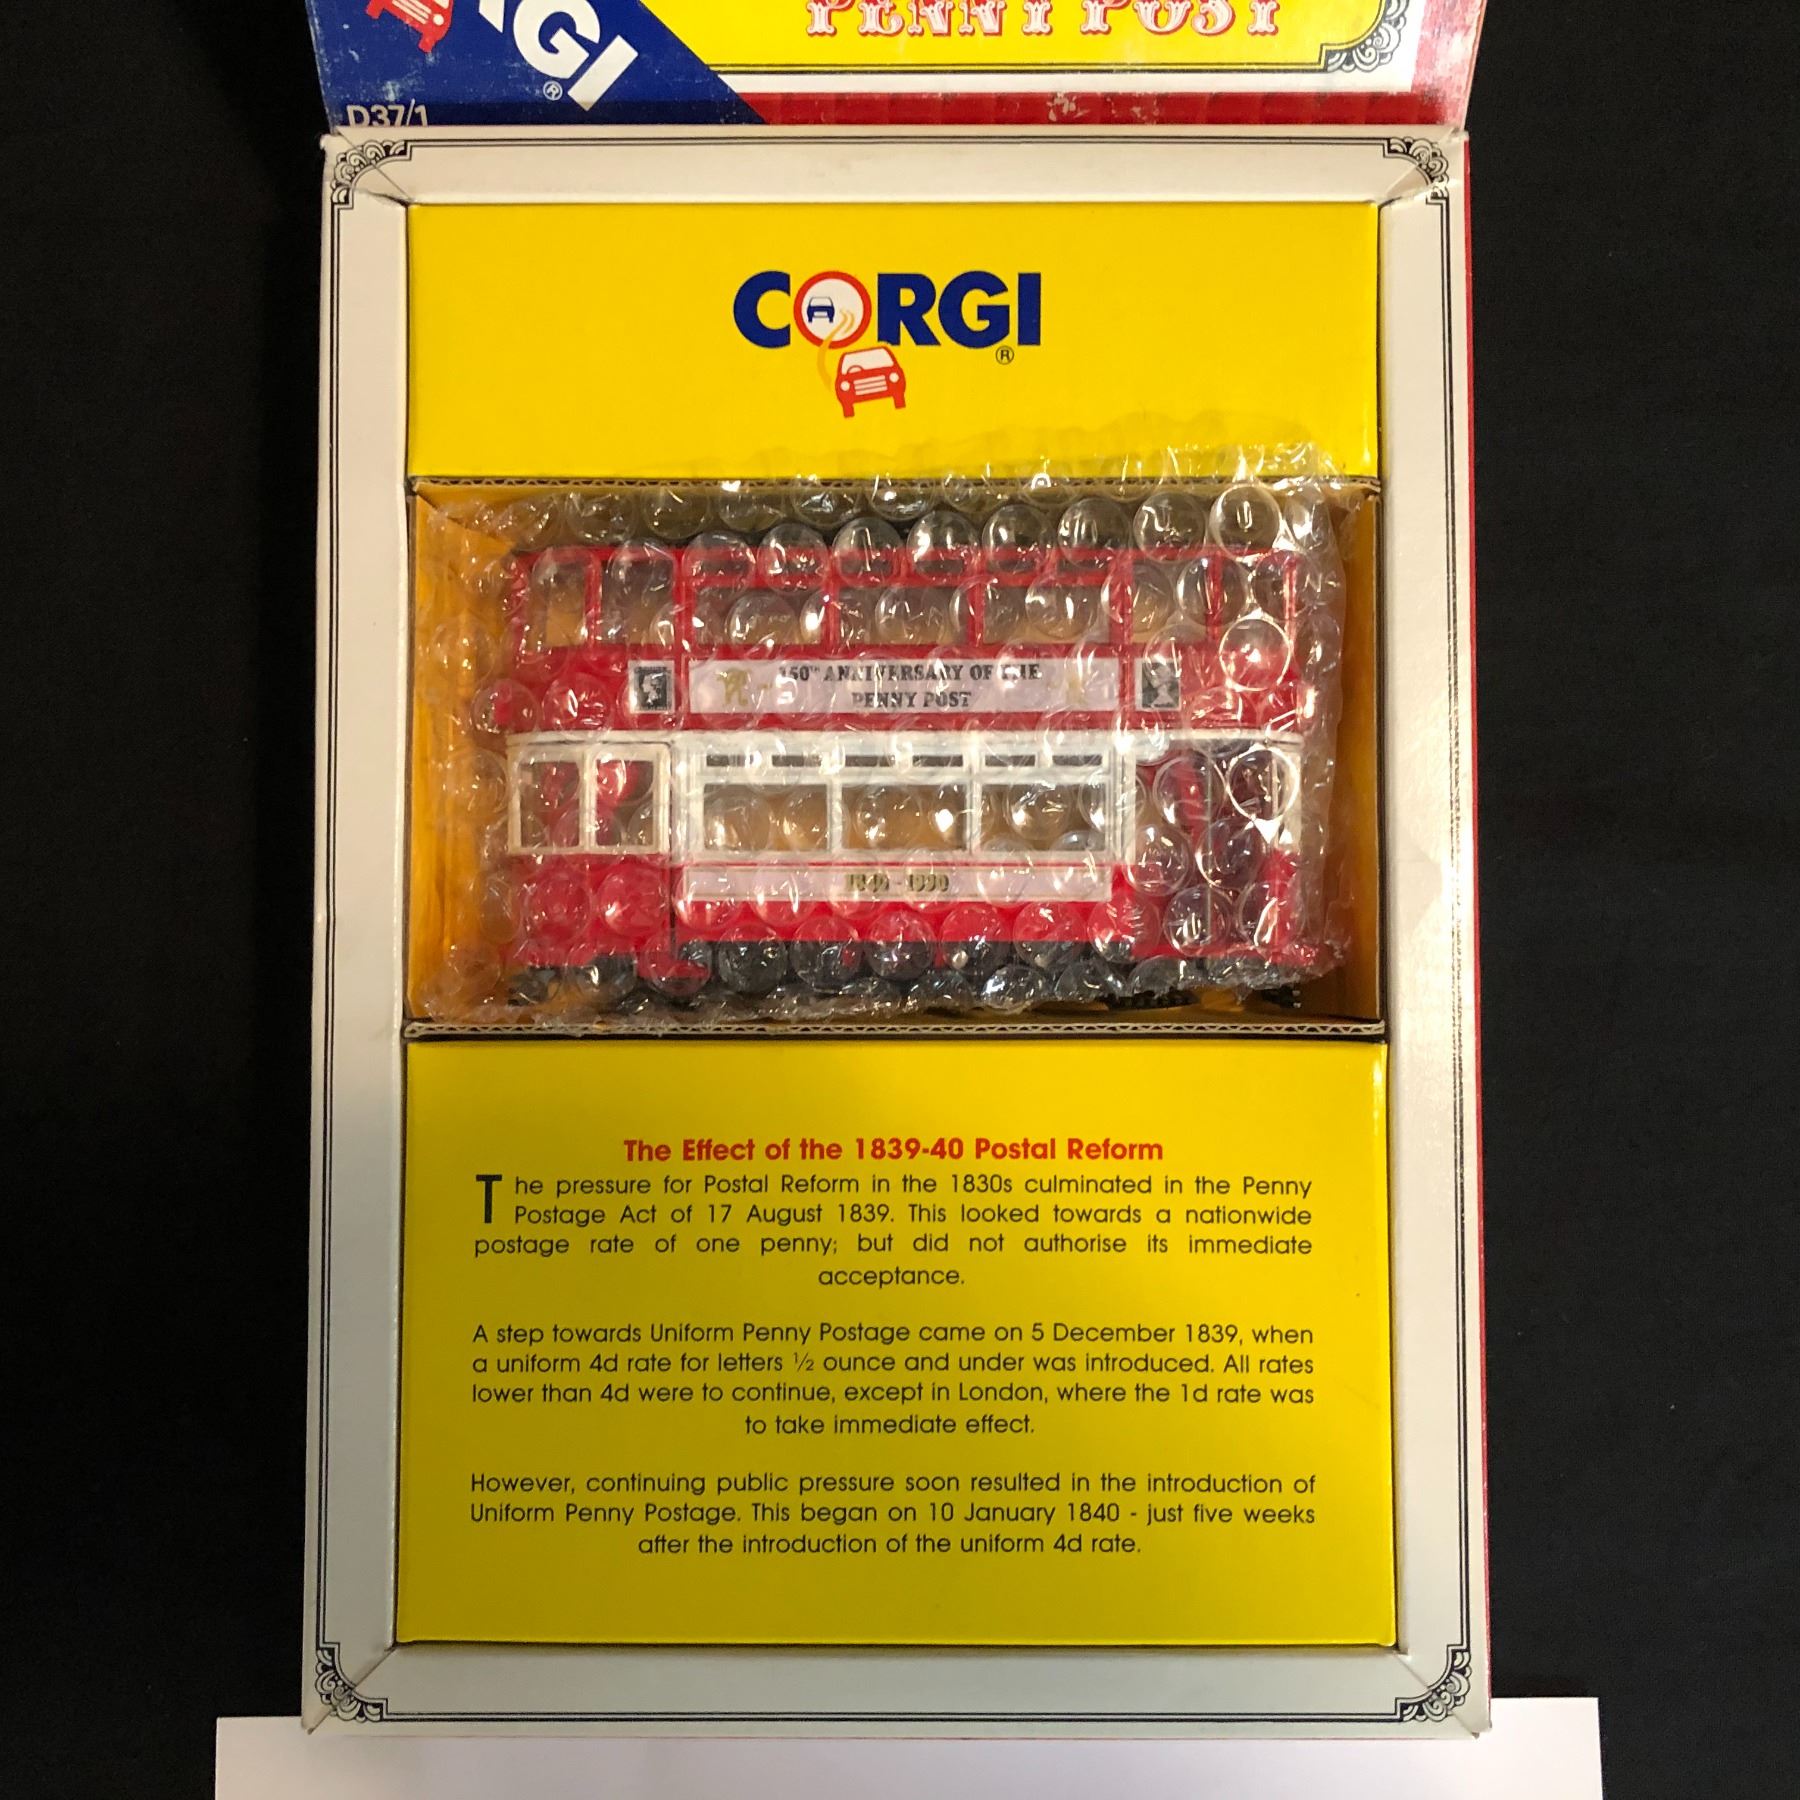 PENNY POST
RGI
®
D37/1
CORGI
®
150TH ANNIVERSARY OF THE
PENNY POST
1840 - 1990
The Effect of the 1839-40 Postal Reform
The pressure for Postal Reform in the 1830s culminated in the Penny
Postage Act of 17 August 1839. This looked towards a nationwide
postage rate of one penny; but did not authorise its immediate
acceptance.
A step towards Uniform Penny Postage came on 5 December 1839, when
a uniform 4d rate for letters ½ ounce and under was introduced. All rates
lower than 4d were to continue, except in London, where the 1d rate was
to take immediate effect.
However, continuing public pressure soon resulted in the introduction of
Uniform Penny Postage. This began on 10 January 1840 - just five weeks
after the introduction of the uniform 4d rate.